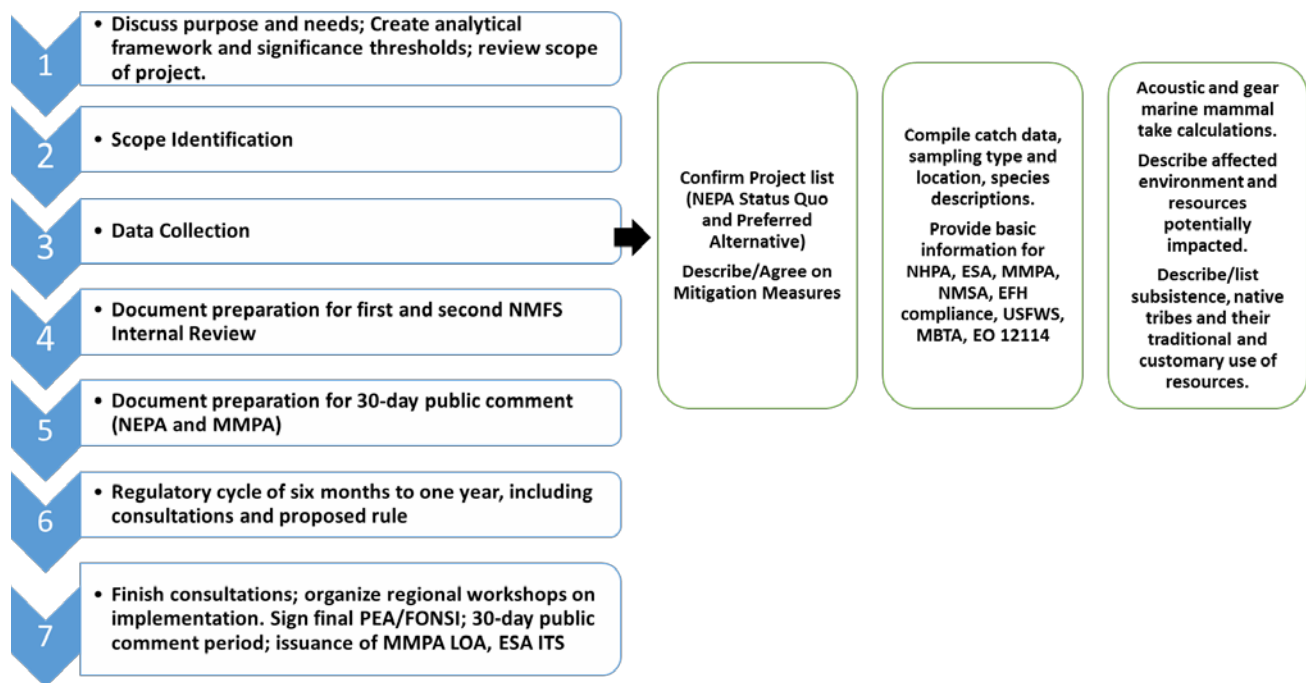 1
• Discuss purpose and needs; Create analytical
framework and significance thresholds; review scope
of project.
2
• Scope Identification
3
• Data Collection
4
• Document preparation for first and second NMFS
Internal Review
5
• Document preparation for 30-day public comment
(NEPA and MMPA)
6
• Regulatory cycle of six months to one year, including
consultations and proposed rule
7
• Finish consultations; organize regional workshops on
implementation. Sign final PEA/FONSI; 30-day public
comment period; issuance of MMPA LOA, ESA ITS
Confirm Project list
(NEPA Status Quo
and Preferred
Alternative)
Describe/Agree on
Mitigation Measures
Compile catch data,
sampling type and
location, species
descriptions.
Provide basic
information for
NHPA, ESA, MMPA,
NMSA, EFH
compliance, USFWS,
MBTA, EO 12114
Acoustic and gear
marine mammal
take calculations.
Describe affected
environment and
resources
potentially
impacted.
Describe/list
subsistence, native
tribes and their
traditional and
customary use of
resources.